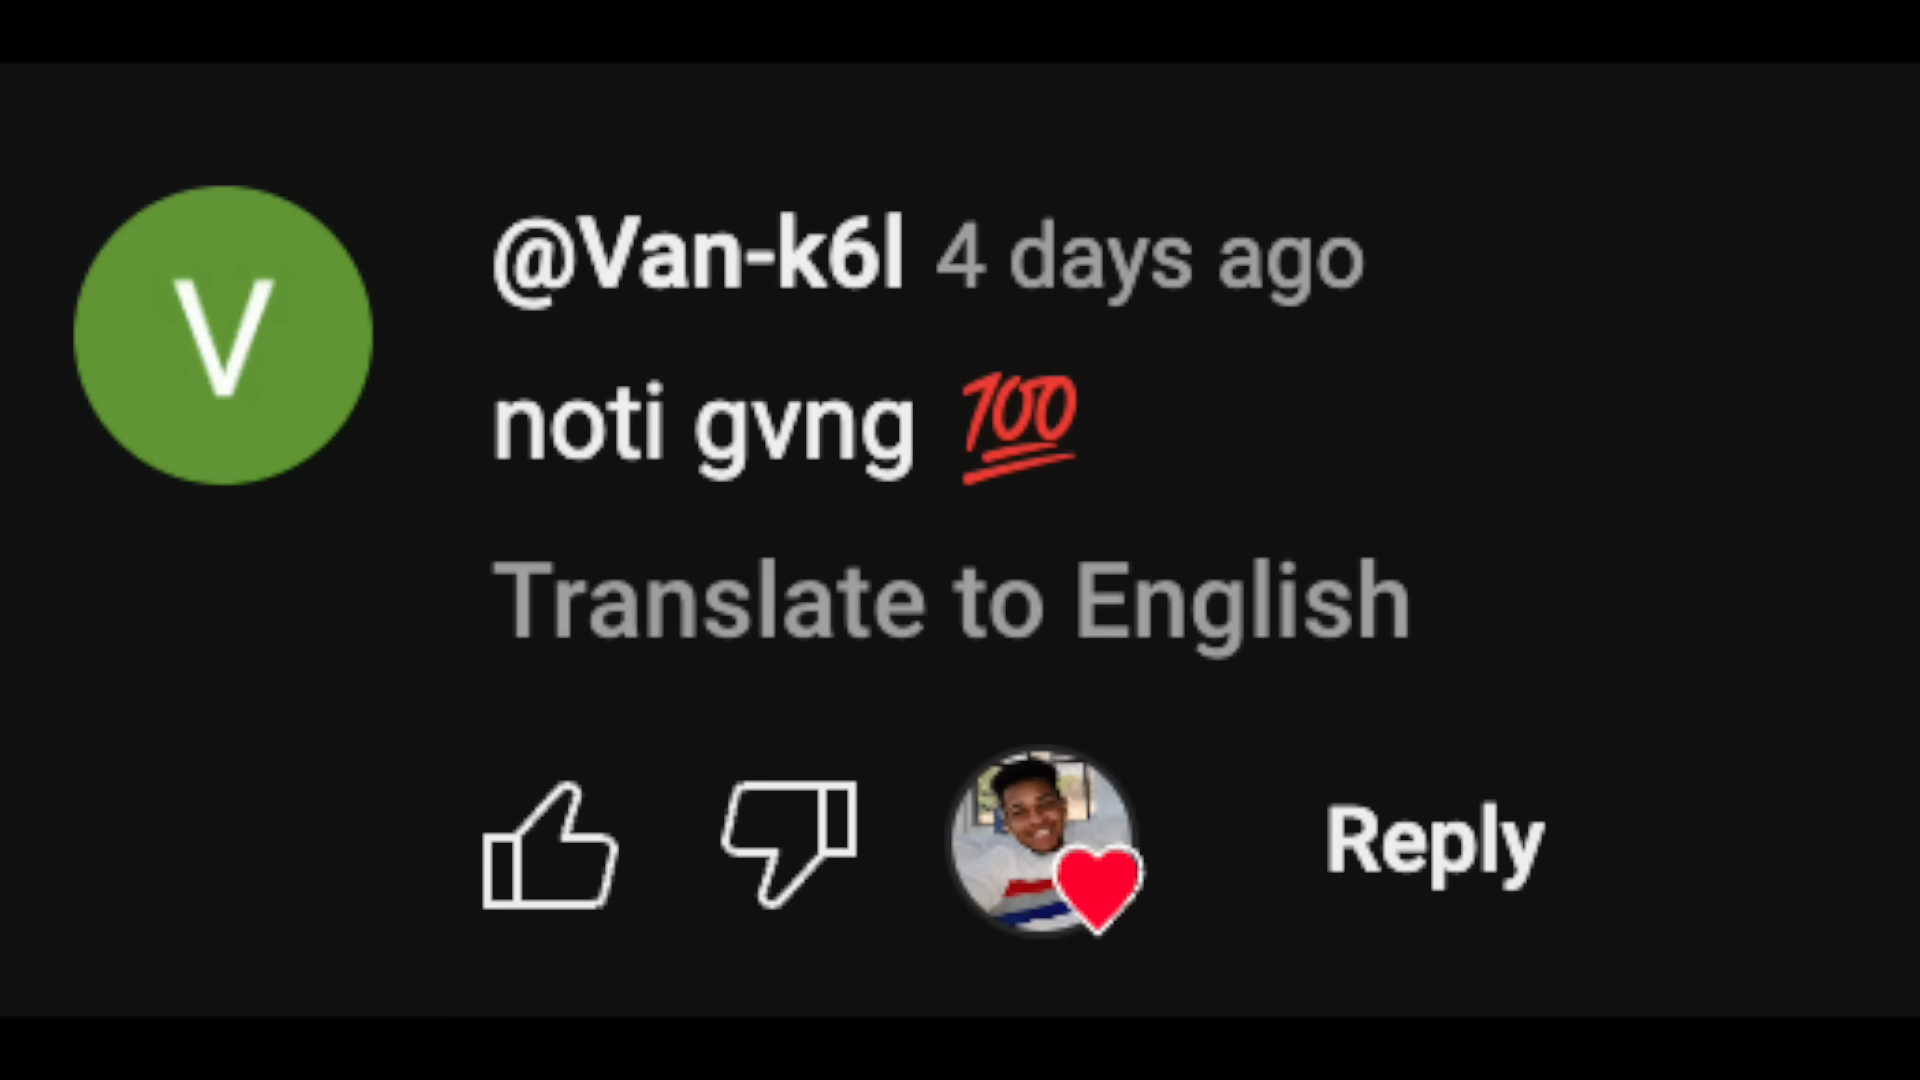 V
@Van-k6l 4 days ago
noti gvng 💯
Translate to English
Reply